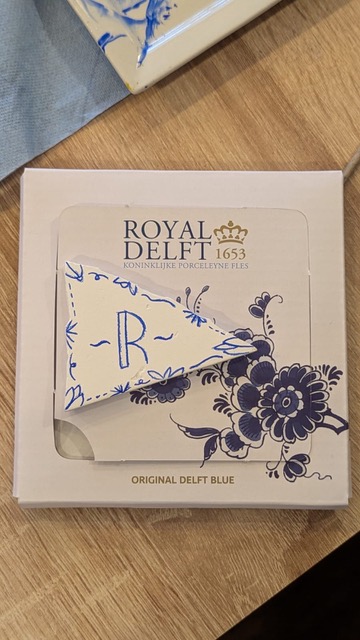 ROYAL
DELFT 1653
KONINKLIJKE PORCELEYNE FLES
~ R ~
ORIGINAL DELFT BLUE